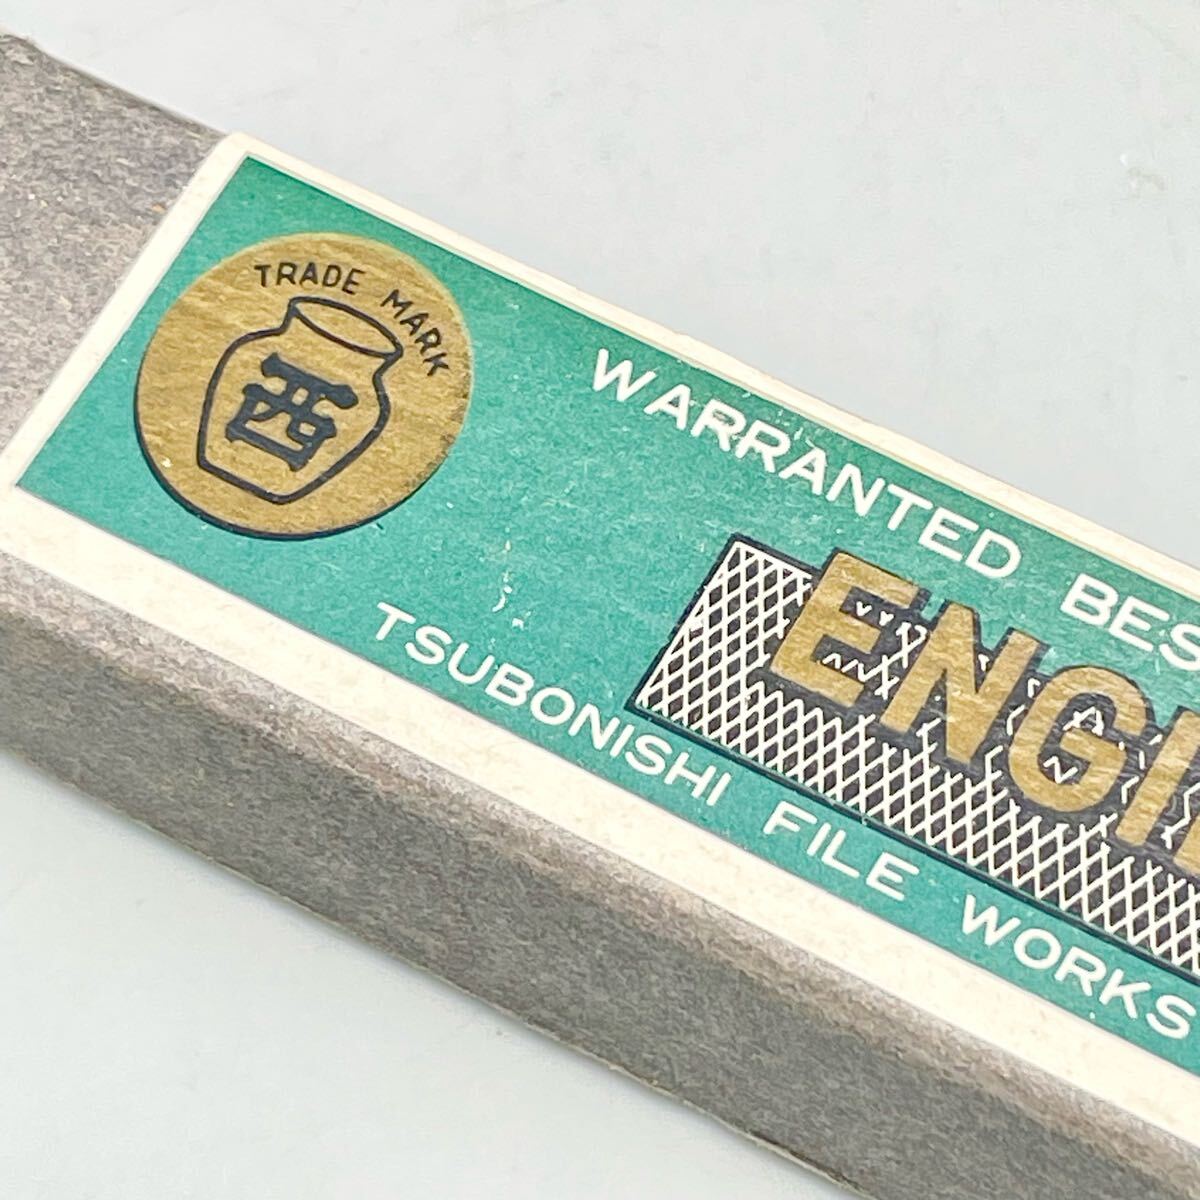 TRADE MARK
西
WARRANTED BES
ENGI
TSUBONISHI FILE WORKS